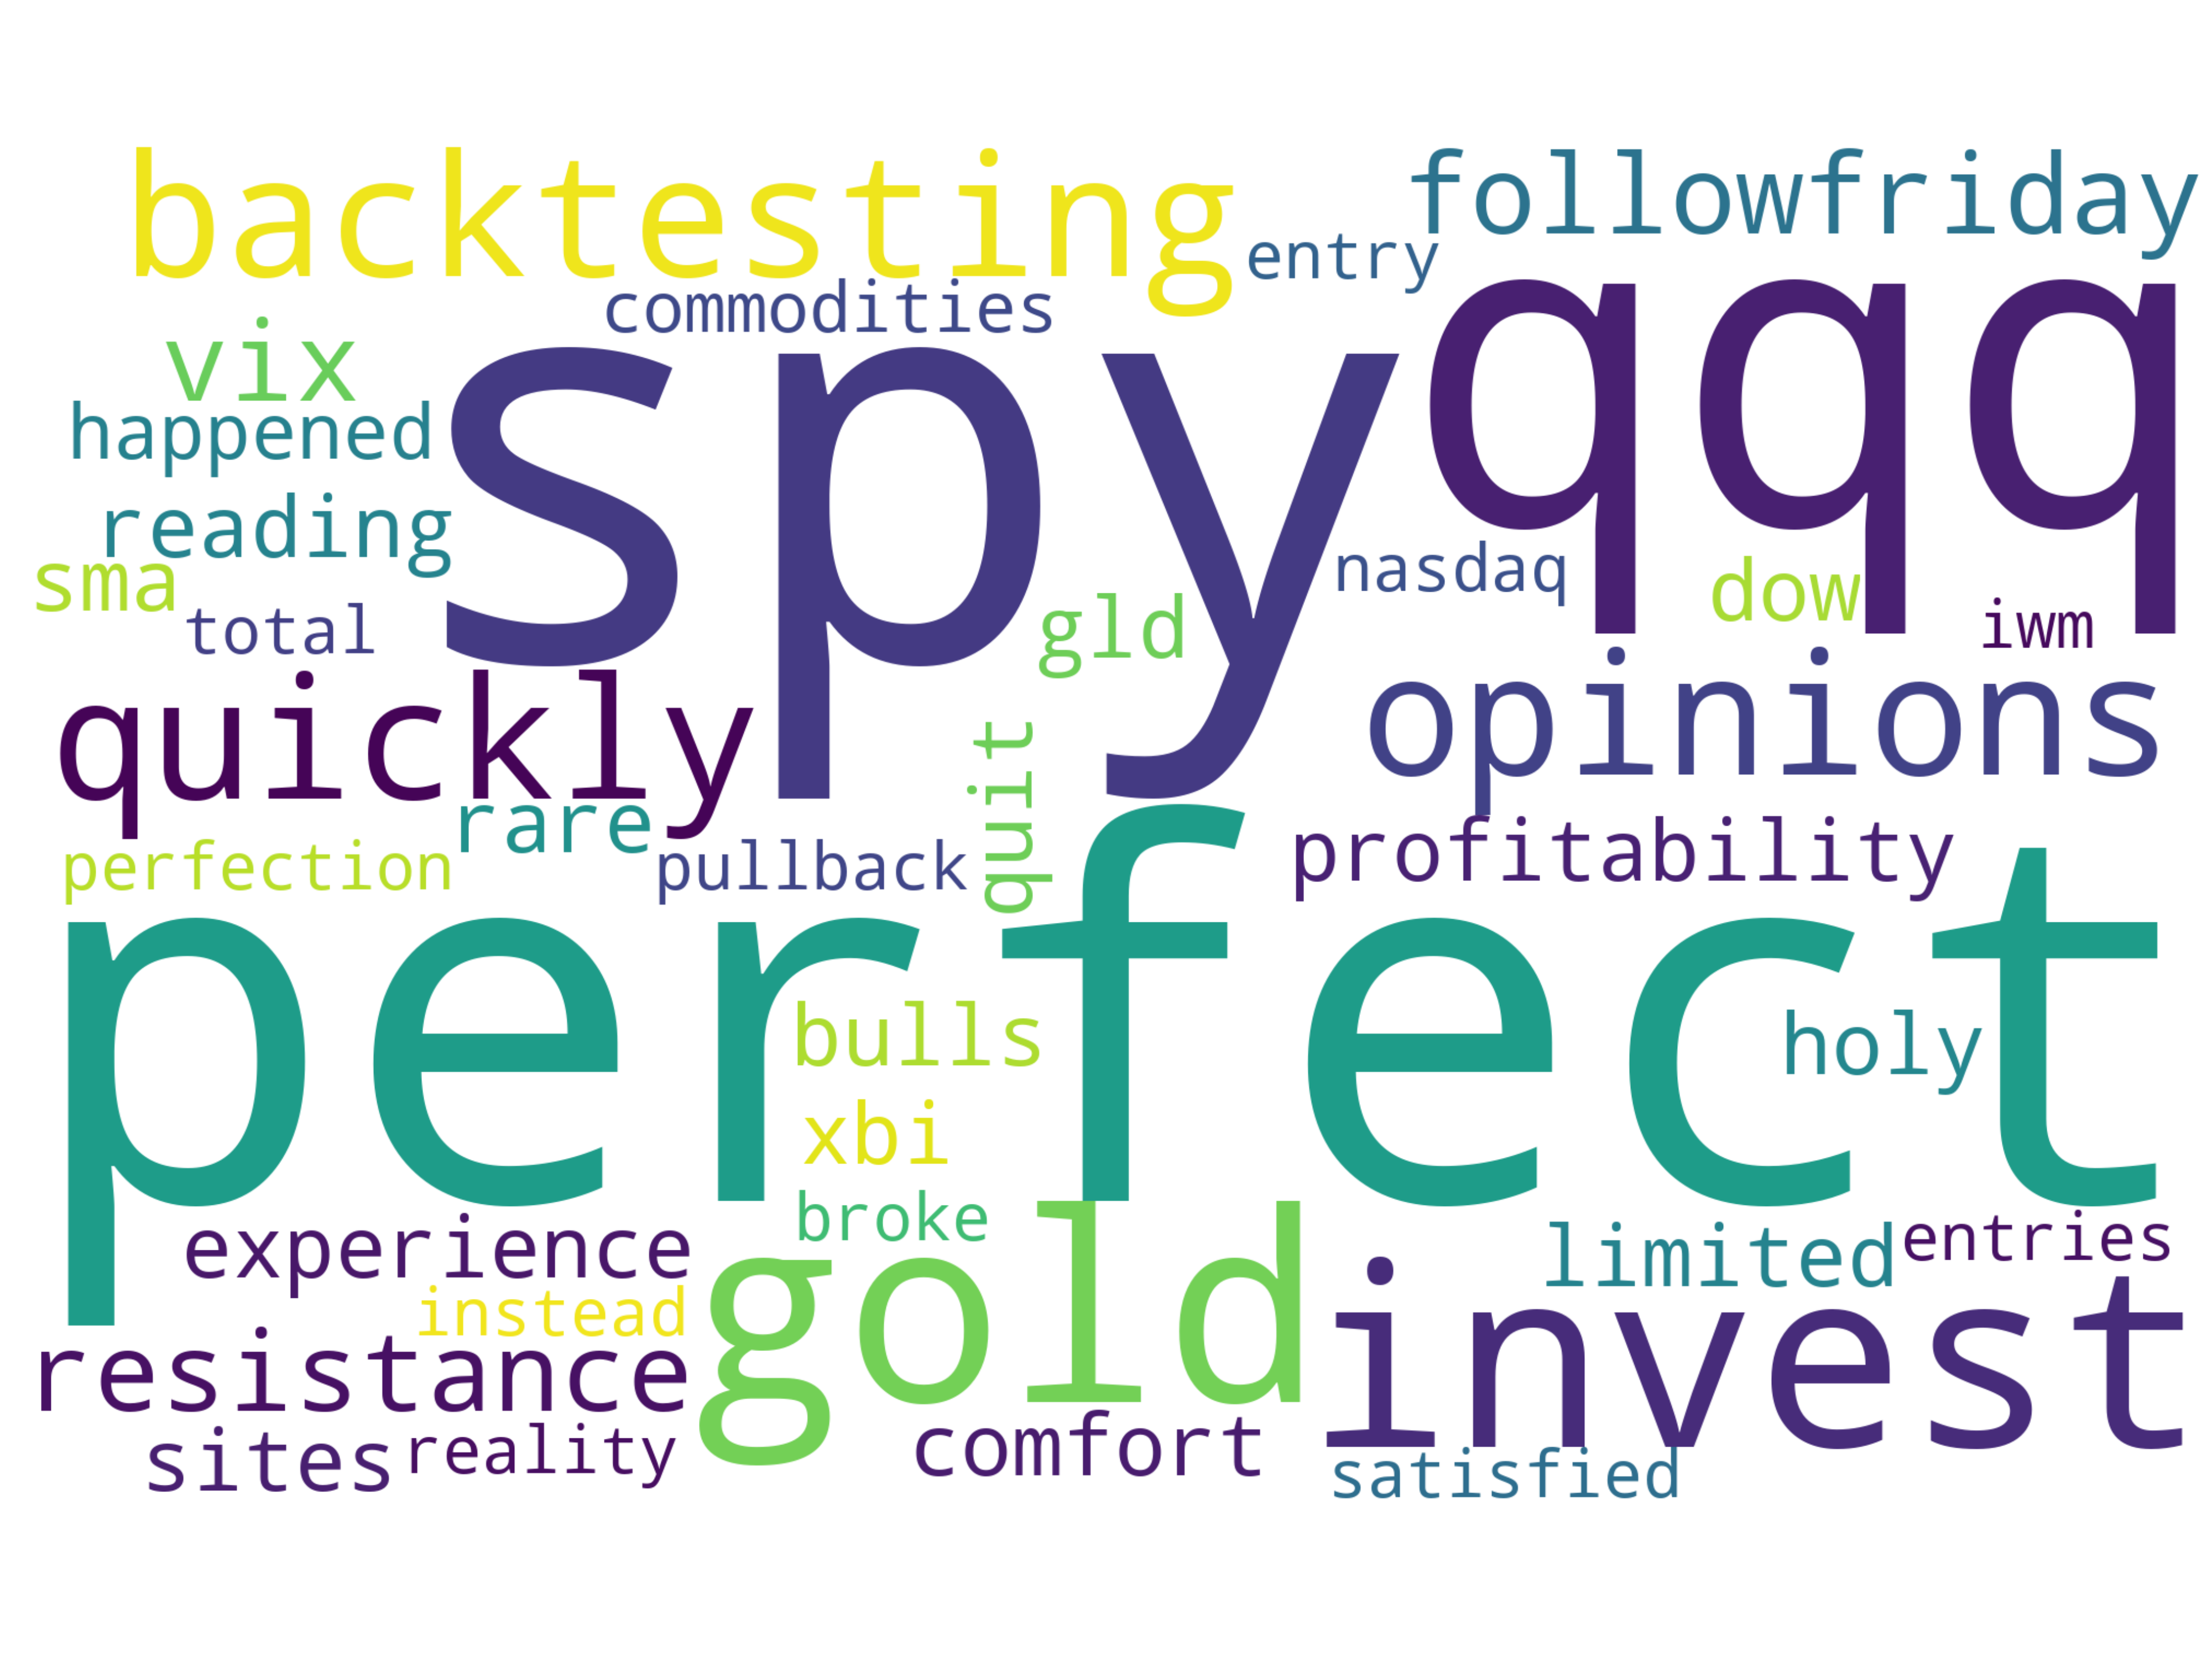 backtesting
followfriday
entry
commodities
spy
qqq
vix
happened
reading
sma
total
gld
nasdaq
dow
iwm
quickly
opinions
quit
rare
perfection
pullback
profitability
perfect
bulls
holy
xbi
broke
gold
experience
limited
entries
instead
invest
resistance
sites
reality
comfort
satisfied